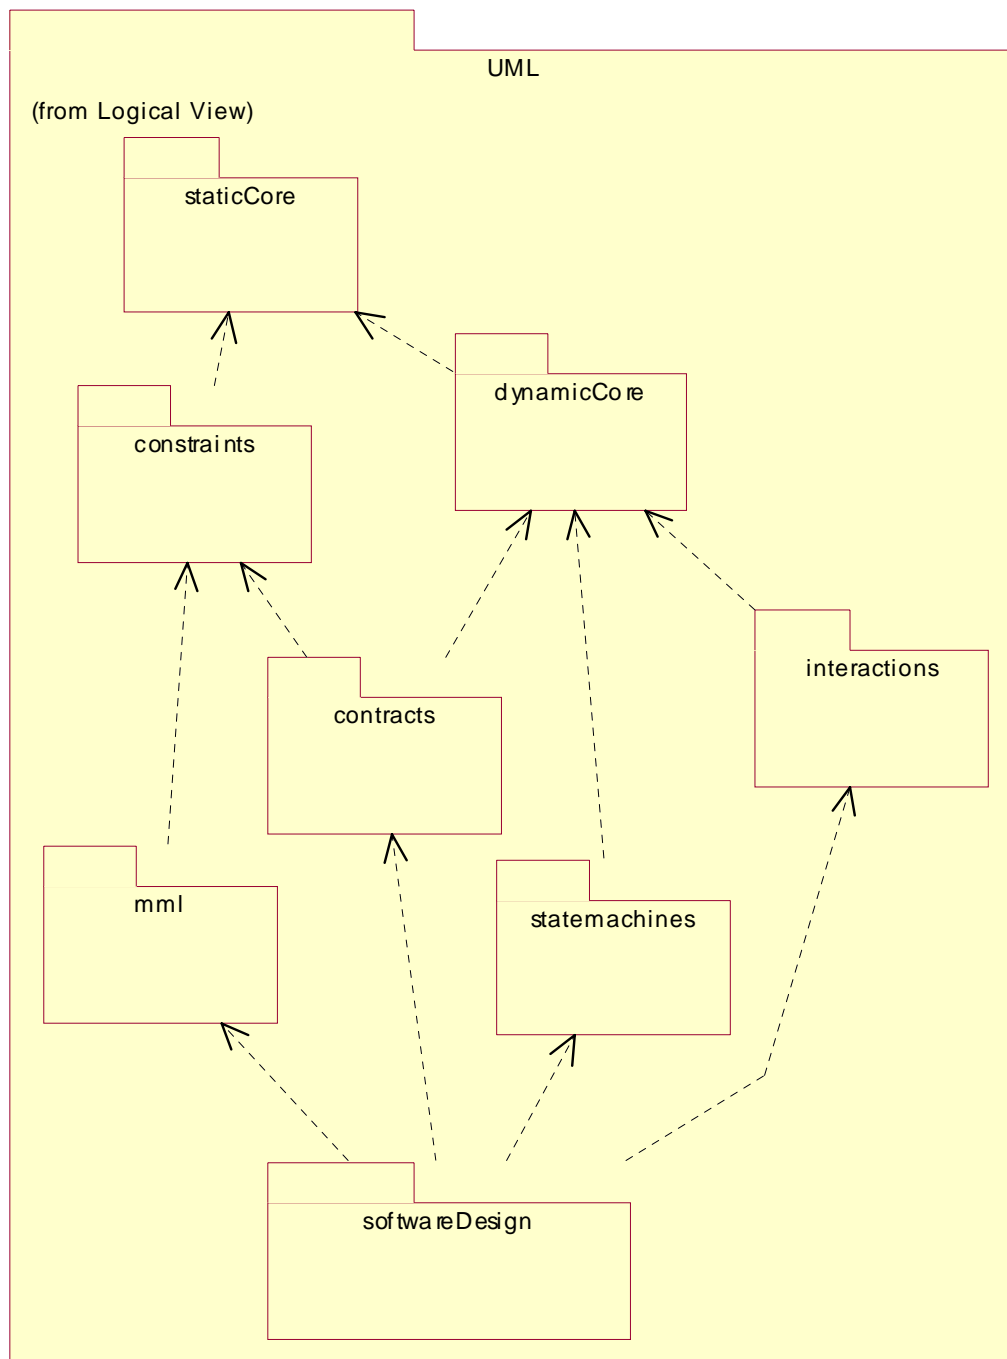 UML
(from Logical View)
staticCore
dynamicCore
constraints
interactions
contracts
mml
statemachines
softwareDesign